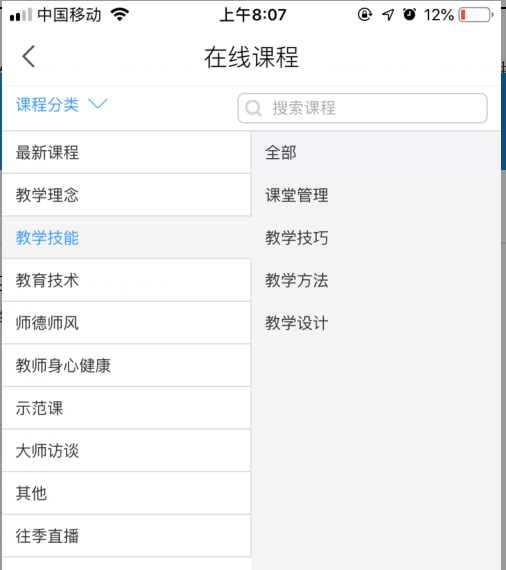 中国移动 上午8:07 12%
在线课程
课程分类 搜索课程
最新课程
教学理念
教学技能
教育技术
师德师风
教师身心健康
示范课
大师访谈
其他
往季直播
全部
课堂管理
教学技巧
教学方法
教学设计